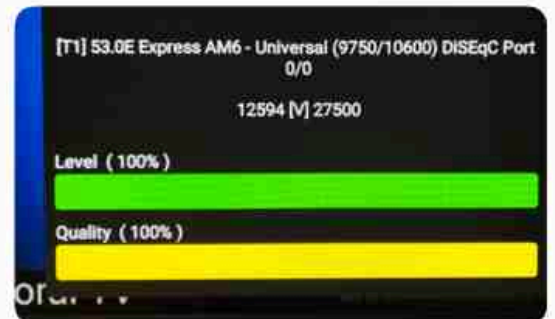 [T1] 53.0E Express AM6 - Universal (9750/10600) DiSEqC Port
0/0
12594 [V] 27500
Level ( 100% )
Quality ( 100% )